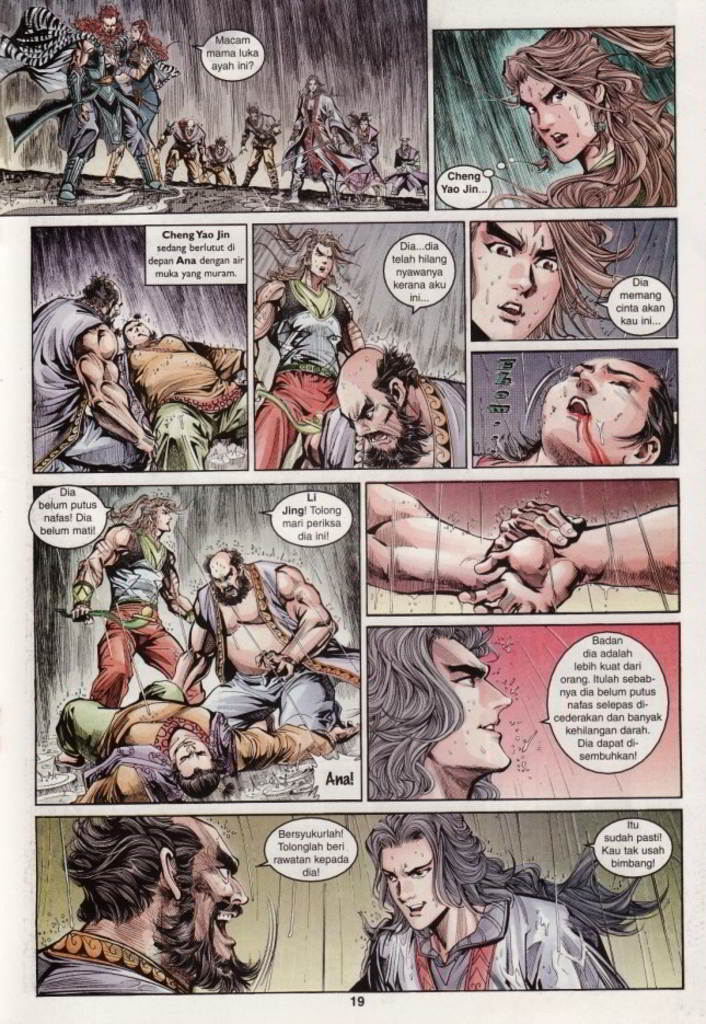 Macam
mama luka
ayah ini?
Cheng
Yao Jin...
Cheng Yao Jin
sedang berlutut di
depan Ana dengan air
muka yang muram.
Dia...dia
telah hilang
nyawanya
kerana aku
ini...
Dia
memang
cinta akan
kau ini...
Dia
belum putus
nafas! Dia
belum mati!
Li
Jing! Tolong
mari periksa
dia ini!
Ana!
Badan
dia adalah
lebih kuat dari
orang. Itulah sebab-
nya dia belum putus
nafas selepas di-
cederakan dan banyak
kehilangan darah.
Dia dapat di-
sembuhkan!
Bersyukurlah!
Tolonglah beri
rawatan kepada
dia!
Itu
sudah pasti!
Kau tak usah
bimbang!
19